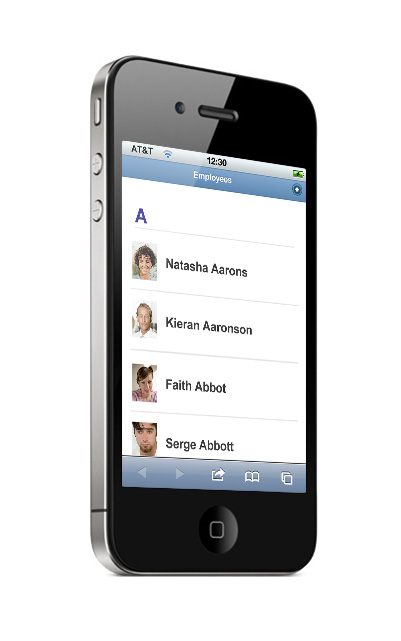 AT&T 12:30
Employees
A
Natasha Aarons
Kieran Aaronson
Faith Abbot
Serge Abbott